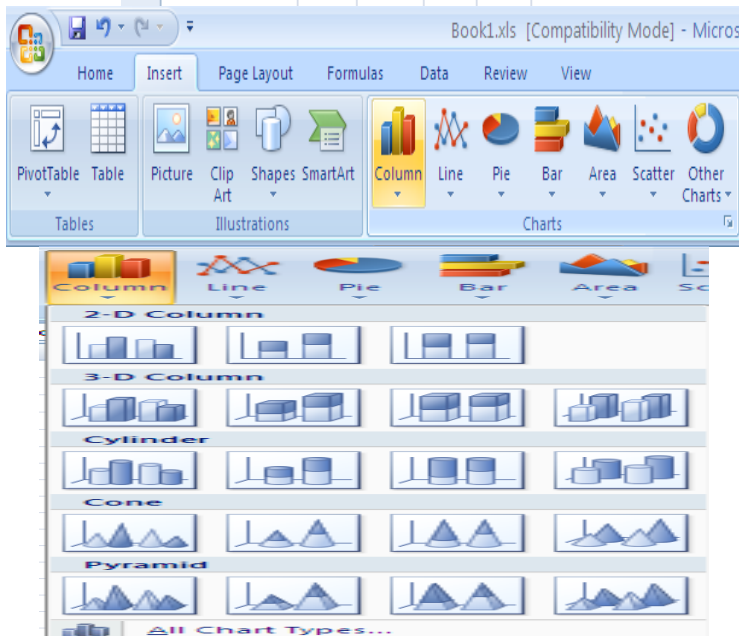 Book1.xls [Compatibility Mode] - Micros
Home Insert Page Layout Formulas Data Review View
PivotTable Table Picture Clip Art Shapes SmartArt Column Line Pie Bar Area Scatter Other Charts
Tables Illustrations Charts
Column Line Pie Bar Area Sc
2-D Column
3-D Column
Cylinder
Cone
Pyramid
All Chart Types...